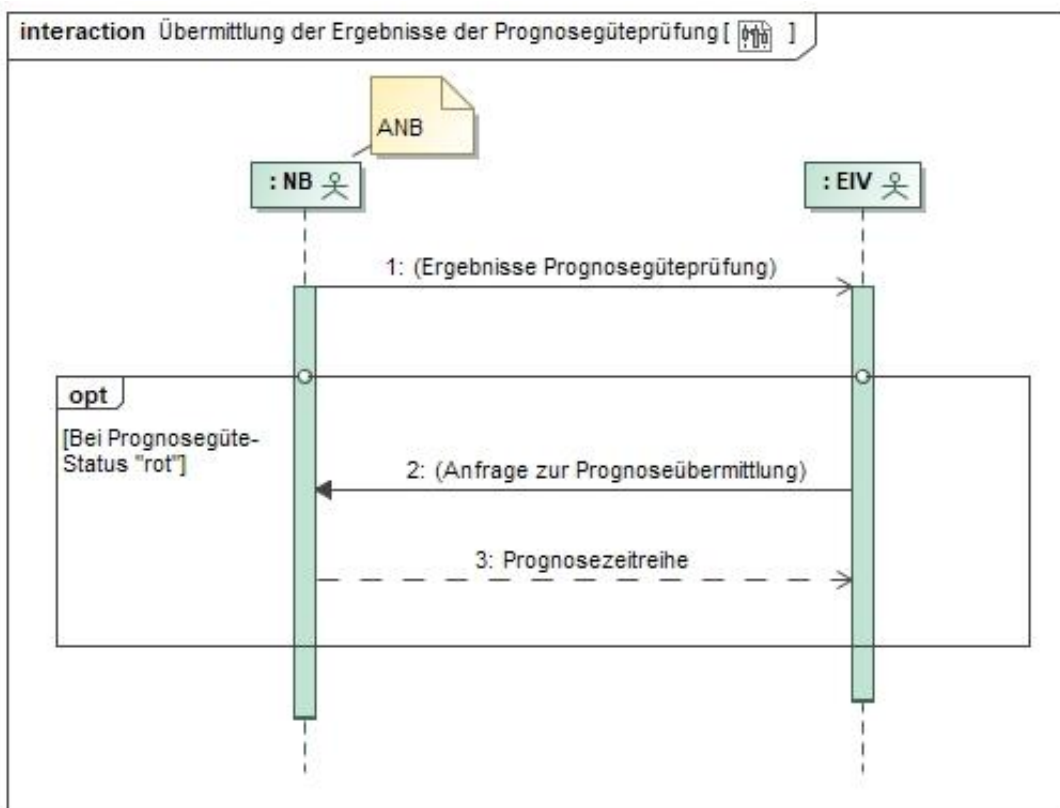 interaction Übermittlung der Ergebnisse der Prognosegüteprüfung [ ]
ANB
: NB
: EIV
1: (Ergebnisse Prognosegüteprüfung)
opt
[Bei Prognosegüte-
Status "rot"]
2: (Anfrage zur Prognoseübermittlung)
3: Prognosezeitreihe